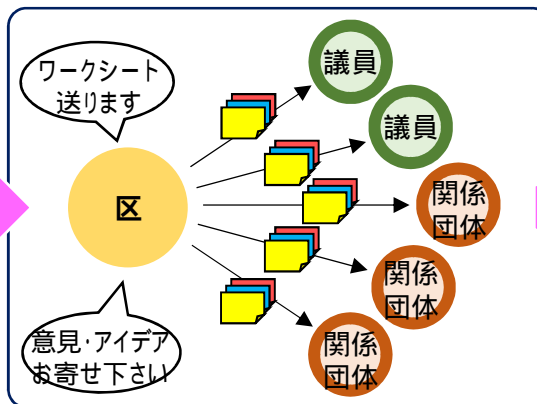 ワークシート
送ります
区
意見・アイデア
お寄せ下さい
議員
議員
関係
団体
関係
団体
関係
団体